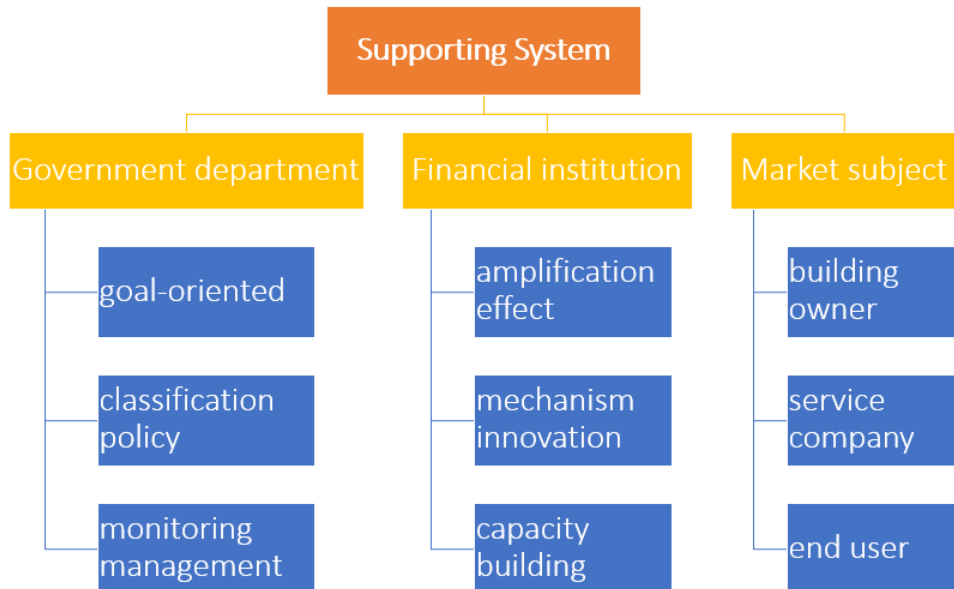 Supporting System
Government department
Financial institution
Market subject
goal-oriented
classification
policy
monitoring
management
amplification
effect
mechanism
innovation
capacity
building
building
owner
service
company
end user